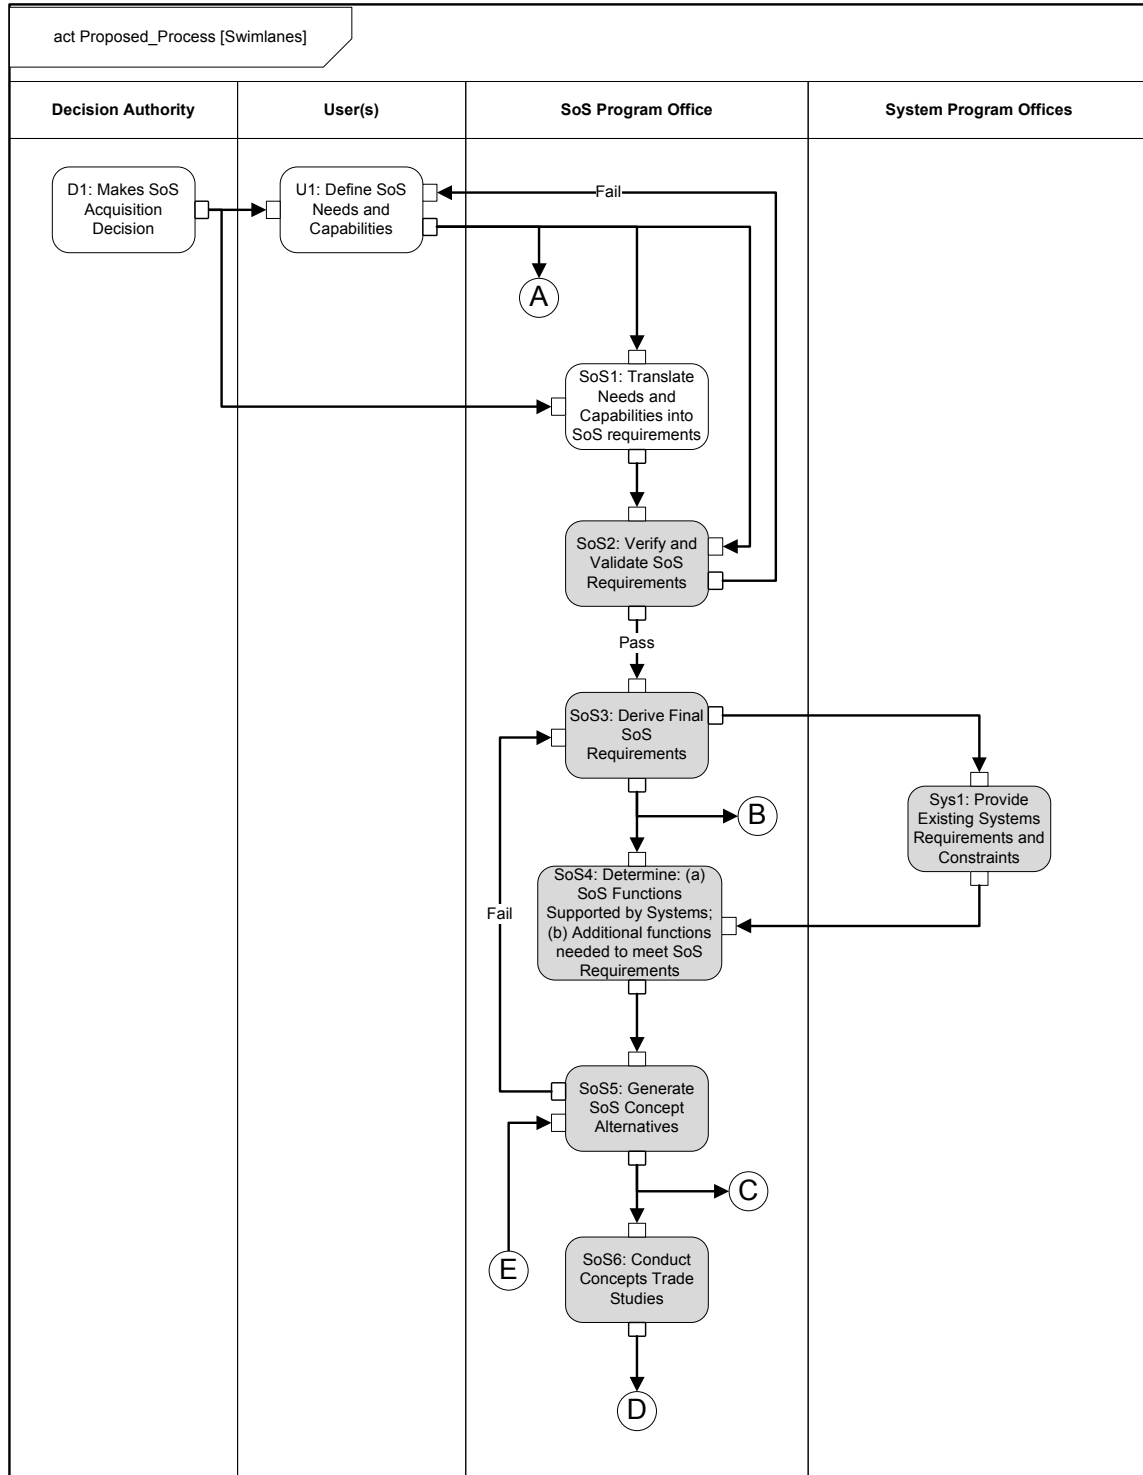 act Proposed_Process [Swimlanes]
Decision Authority
User(s)
SoS Program Office
System Program Offices
D1: Makes SoS
Acquisition
Decision
U1: Define SoS
Needs and
Capabilities
Fail
A
SoS1: Translate
Needs and
Capabilities into
SoS requirements
SoS2: Verify and
Validate SoS
Requirements
Pass
SoS3: Derive Final
SoS
Requirements
B
Sys1: Provide
Existing Systems
Requirements and
Constraints
SoS4: Determine: (a)
SoS Functions
Supported by Systems;
(b) Additional functions
needed to meet SoS
Requirements
Fail
SoS5: Generate
SoS Concept
Alternatives
C
E
SoS6: Conduct
Concepts Trade
Studies
D